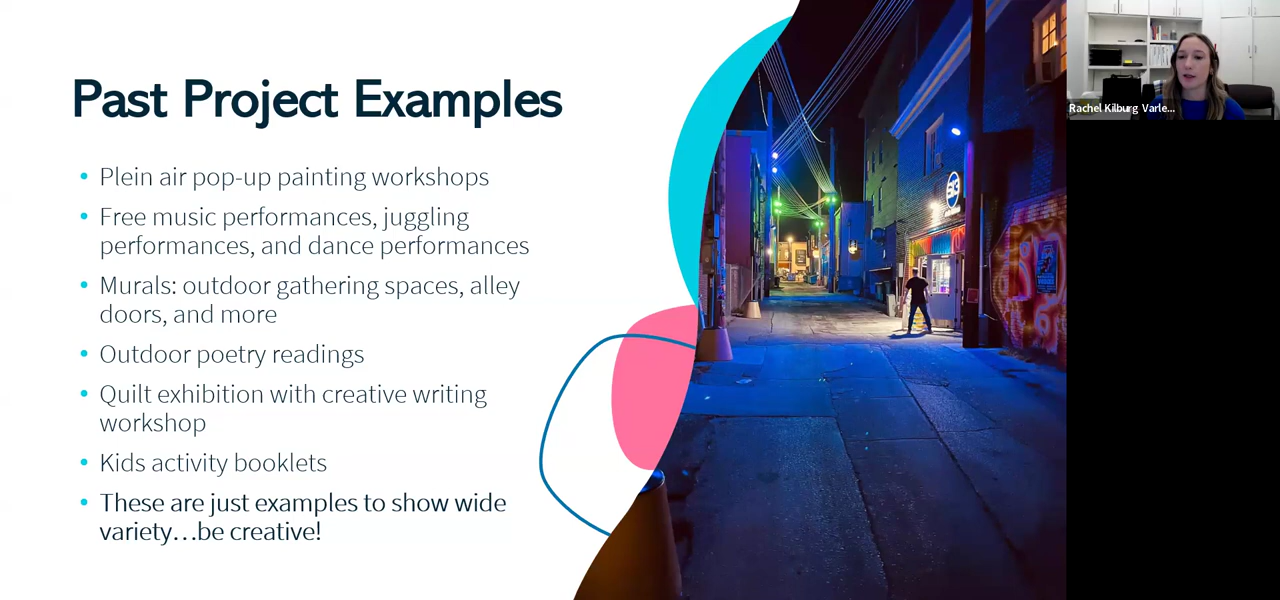 Past Project Examples
• Plein air pop-up painting workshops
• Free music performances, juggling
performances, and dance performances
• Murals: outdoor gathering spaces, alley
doors, and more
• Outdoor poetry readings
• Quilt exhibition with creative writing
workshop
• Kids activity booklets
• These are just examples to show wide
variety...be creative!
Rachel Kilburg Varle...